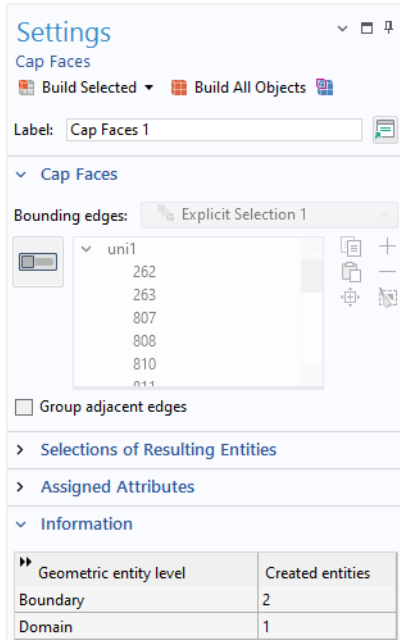 Settings
Cap Faces
Build Selected Build All Objects
Label: Cap Faces 1
Cap Faces
Bounding edges: Explicit Selection 1
uni1
262
263
807
808
810
811
Group adjacent edges
Selections of Resulting Entities
Assigned Attributes
Information
Geometric entity level Created entities
Boundary 2
Domain 1